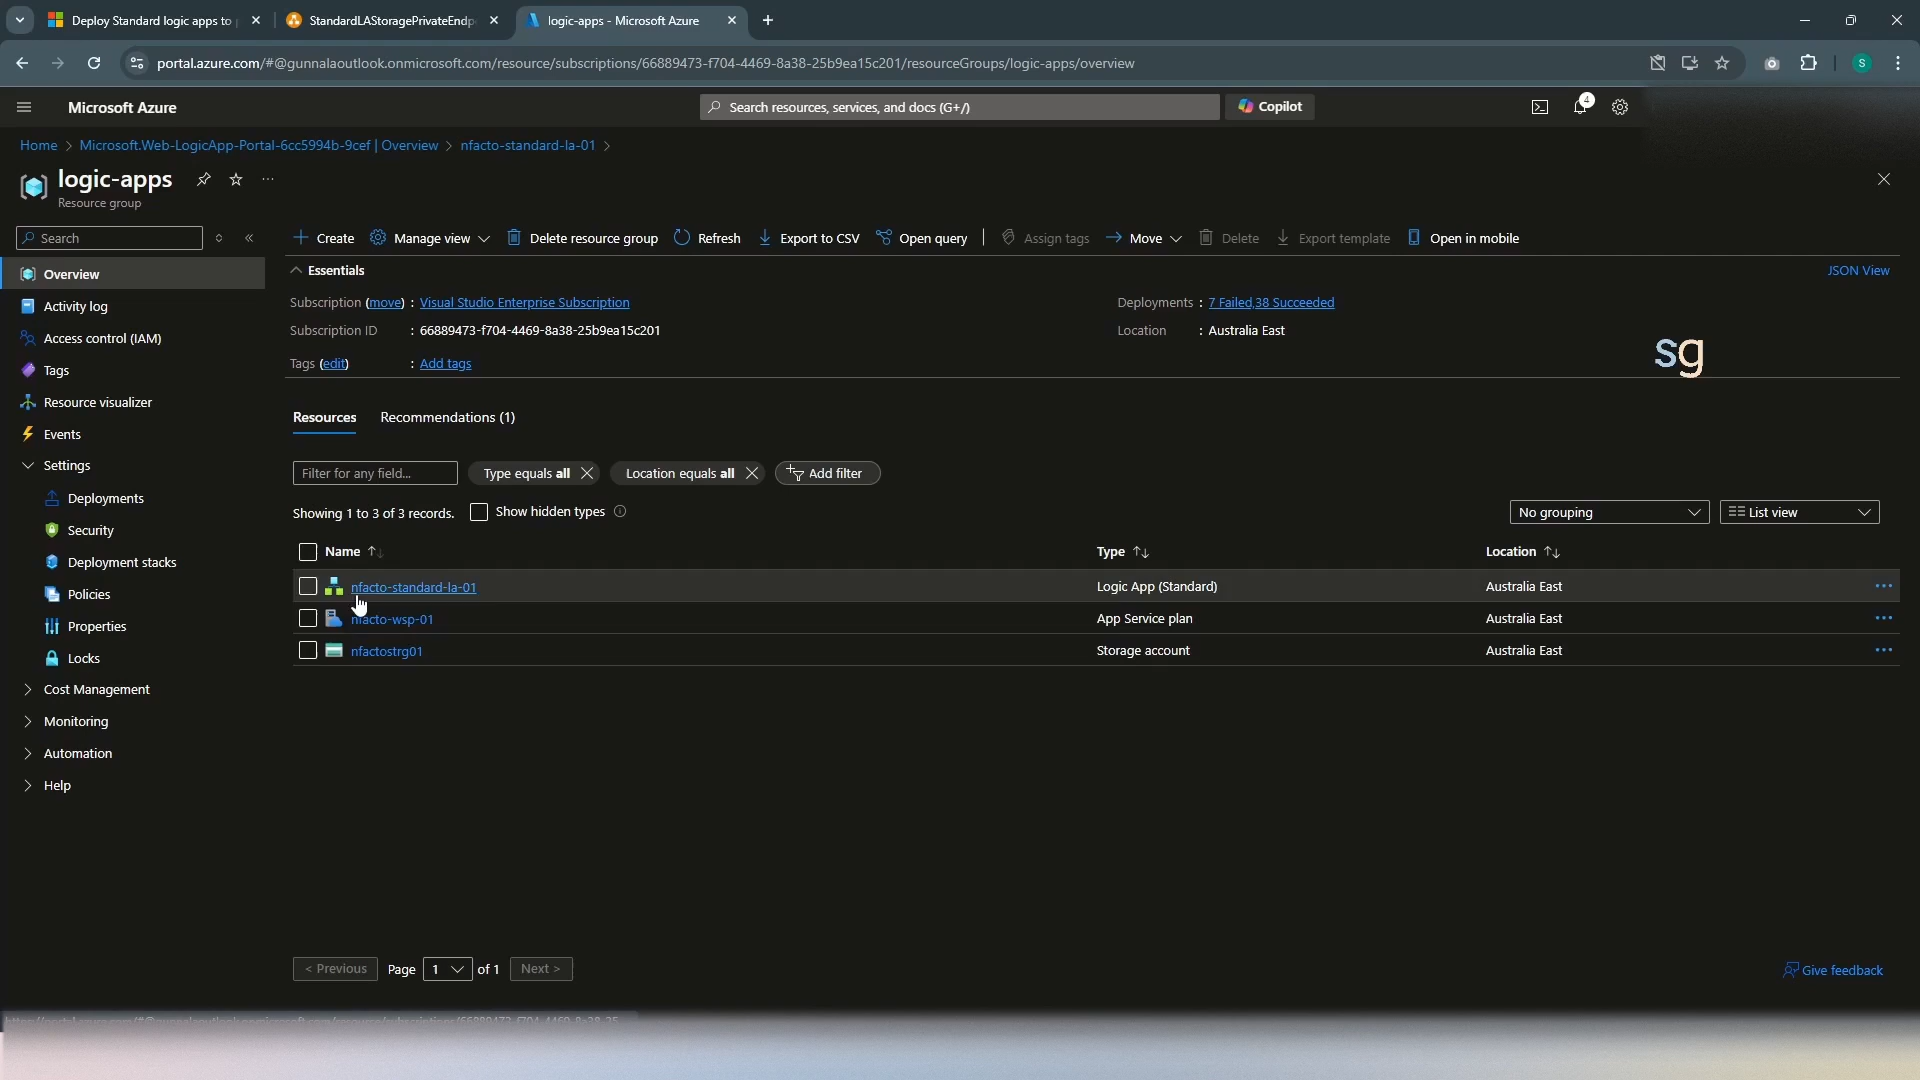 Deploy Standard logic apps to
StandardLAStoragePrivateEndp
logic-apps - Microsoft Azure
portal.azure.com/#@gunnalaoutlook.onmicrosoft.com/resource/subscriptions/66889473-f704-4469-8a38-25b9ea15c201/resourceGroups/logic-apps/overview
S
Microsoft Azure
Search resources, services, and docs (G+/)
Copilot
4
Home > Microsoft.Web-LogicApp-Portal-6cc5994b-9cef | Overview > nfacto-standard-la-01 >
logic-apps
Resource group
Search
Create
Manage view
Delete resource group
Refresh
Export to CSV
Open query
Assign tags
Move
Delete
Export template
Open in mobile
Overview
Activity log
Access control (IAM)
Tags
Resource visualizer
Events
Settings
Deployments
Security
Deployment stacks
Policies
Properties
Locks
Cost Management
Monitoring
Automation
Help
Essentials
JSON View
Subscription (move) : Visual Studio Enterprise Subscription
Deployments : 7 Failed,38 Succeeded
Subscription ID : 66889473-f704-4469-8a38-25b9ea15c201
Location : Australia East
sg
Tags (edit) : Add tags
Resources
Recommendations (1)
Filter for any field...
Type equals all
Location equals all
Add filter
Showing 1 to 3 of 3 records.
Show hidden types
No grouping
List view
Name
Type
Location
nfacto-standard-la-01
Logic App (Standard)
Australia East
nfacto-wsp-01
App Service plan
Australia East
nfactostrg01
Storage account
Australia East
< Previous
Page 1 of 1
Next >
Give feedback